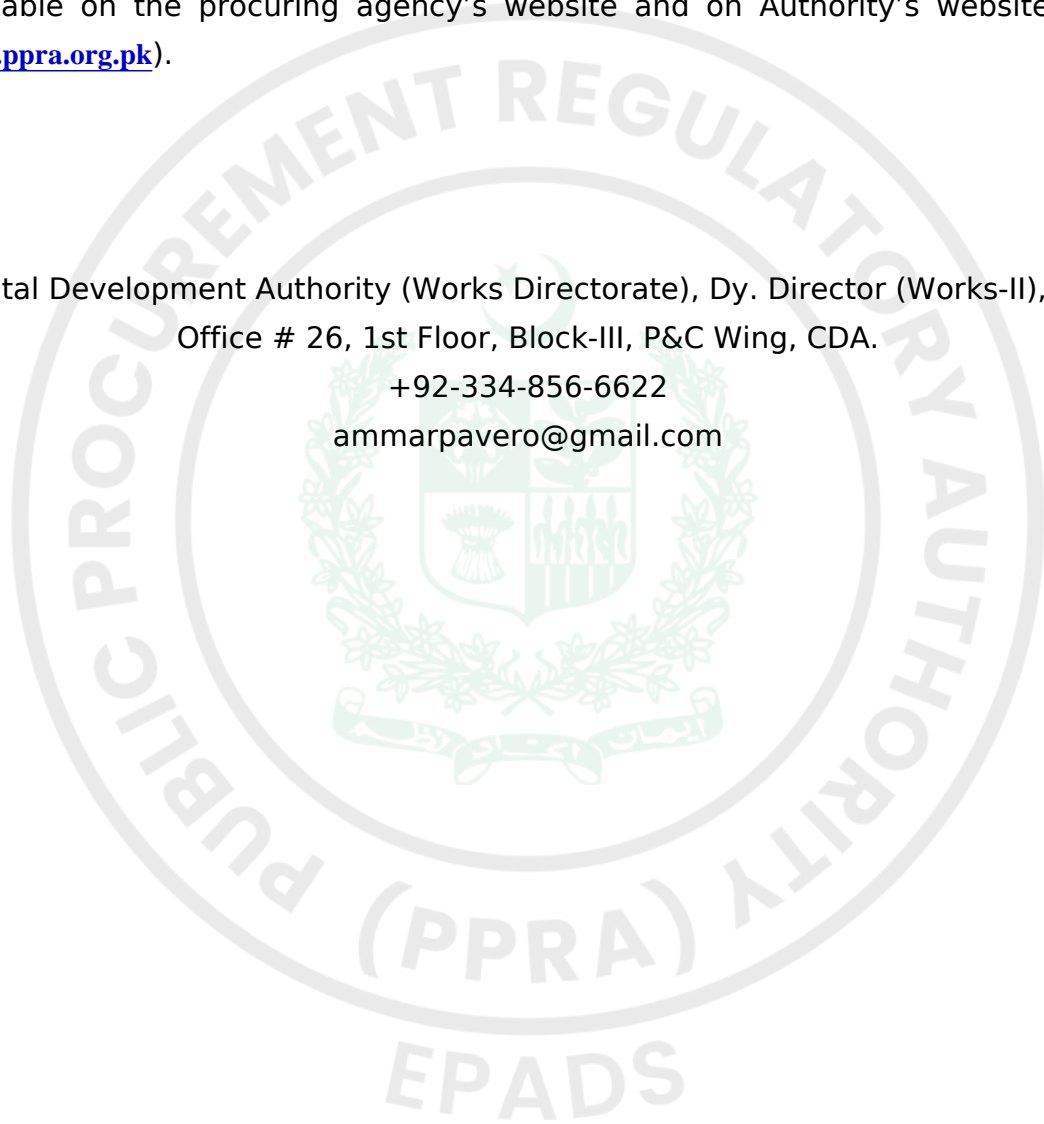 able on the procuring agency's website and on Authority's website
.ppra.org.pk).
tal Development Authority (Works Directorate), Dy. Director (Works-II),
Office # 26, 1st Floor, Block-III, P&C Wing, CDA.
+92-334-856-6622
ammarpavero@gmail.com
PUBLIC PROCUREMENT REGULATORY AUTHORITY
(PPRA)
EPADS